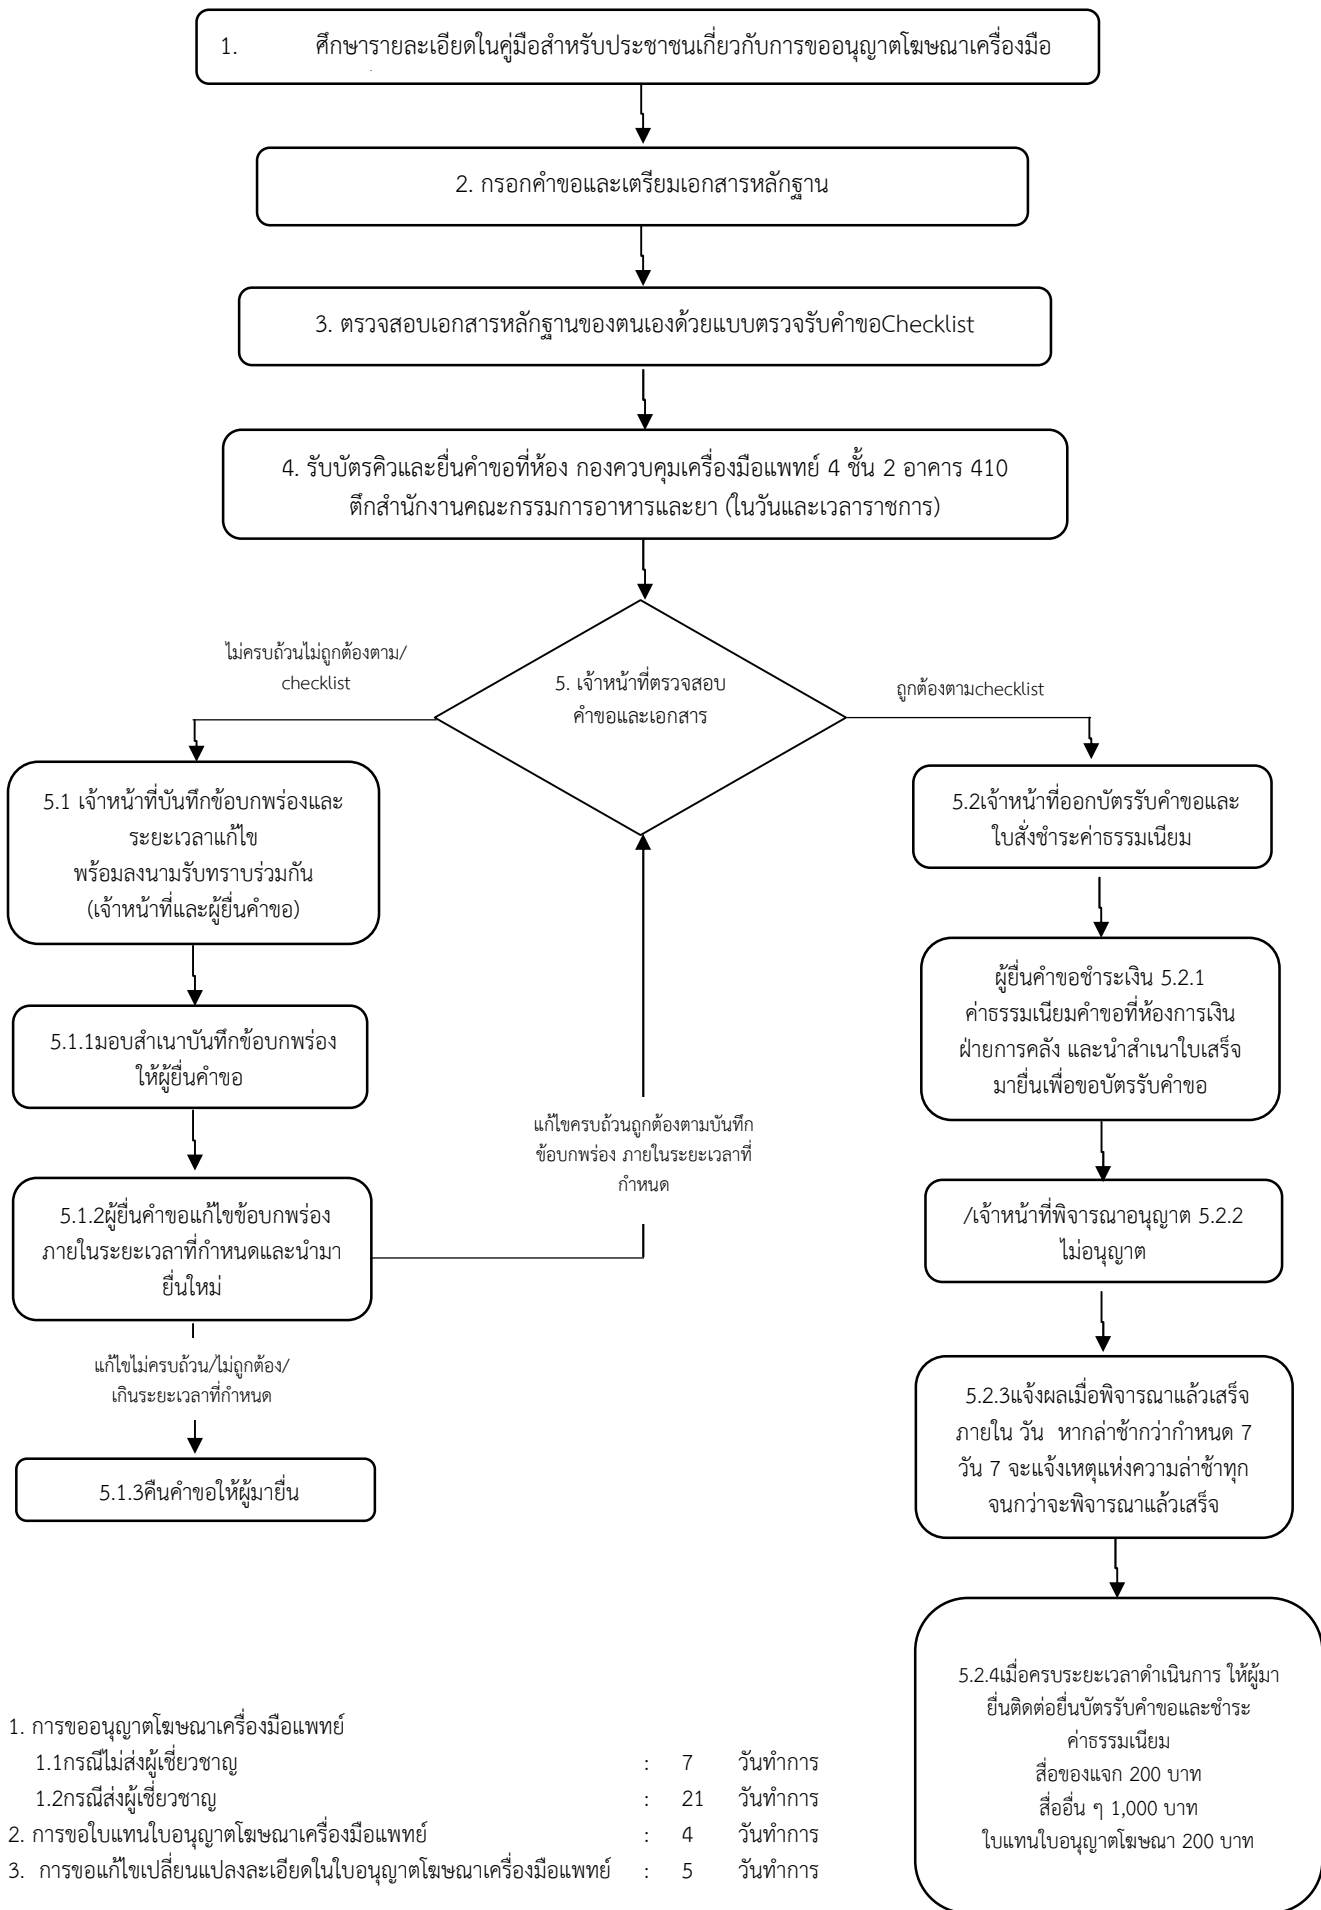 1. ศึกษารายละเอียดในคู่มือสำหรับประชาชนเกี่ยวกับการขออนุญาตโฆษณาเครื่องมือ
2. กรอกคำขอและเตรียมเอกสารหลักฐาน
3. ตรวจสอบเอกสารหลักฐานของตนเองด้วยแบบตรวจรับคำขอChecklist
4. รับบัตรคิวและยื่นคำขอที่ห้อง กองควบคุมเครื่องมือแพทย์ 4 ชั้น 2 อาคาร 410
ตึกสำนักงานคณะกรรมการอาหารและยา (ในวันและเวลาราชการ)
ไม่ครบถ้วนไม่ถูกต้องตาม/
checklist
5. เจ้าหน้าที่ตรวจสอบ
คำขอและเอกสาร
ถูกต้องตามchecklist
5.1 เจ้าหน้าที่บันทึกข้อบกพร่องและ
ระยะเวลาแก้ไข
พร้อมลงนามรับทราบร่วมกัน
(เจ้าหน้าที่และผู้ยื่นคำขอ)
5.1.1มอบสำเนาบันทึกข้อบกพร่อง
ให้ผู้ยื่นคำขอ
5.1.2ผู้ยื่นคำขอแก้ไขข้อบกพร่อง
ภายในระยะเวลาที่กำหนดและนำมา
ยื่นใหม่
แก้ไขครบถ้วนถูกต้องตามบันทึก
ข้อบกพร่อง ภายในระยะเวลาที่
กำหนด
แก้ไขไม่ครบถ้วน/ไม่ถูกต้อง/
เกินระยะเวลาที่กำหนด
5.1.3คืนคำขอให้ผู้มายื่น
5.2เจ้าหน้าที่ออกบัตรรับคำขอและ
ใบสั่งชำระค่าธรรมเนียม
ผู้ยื่นคำขอชำระเงิน 5.2.1
ค่าธรรมเนียมคำขอที่ห้องการเงิน
ฝ่ายการคลัง และนำสำเนาใบเสร็จ
มายื่นเพื่อขอบัตรรับคำขอ
/เจ้าหน้าที่พิจารณาอนุญาต 5.2.2
ไม่อนุญาต
5.2.3แจ้งผลเมื่อพิจารณาแล้วเสร็จ
ภายใน วัน หากล่าช้ากว่ากำหนด 7
วัน 7 จะแจ้งเหตุแห่งความล่าช้าทุก
จนกว่าจะพิจารณาแล้วเสร็จ
5.2.4เมื่อครบระยะเวลาดำเนินการ ให้ผู้มา
ยื่นติดต่อยื่นบัตรรับคำขอและชำระ
ค่าธรรมเนียม
สื่อของแจก 200 บาท
สื่ออื่น ๆ 1,000 บาท
ใบแทนใบอนุญาตโฆษณา 200 บาท
1. การขออนุญาตโฆษณาเครื่องมือแพทย์
1.1กรณีไม่ส่งผู้เชี่ยวชาญ : 7 วันทำการ
1.2กรณีส่งผู้เชี่ยวชาญ : 21 วันทำการ
2. การขอใบแทนใบอนุญาตโฆษณาเครื่องมือแพทย์ : 4 วันทำการ
3. การขอแก้ไขเปลี่ยนแปลงละเอียดในใบอนุญาตโฆษณาเครื่องมือแพทย์ : 5 วันทำการ